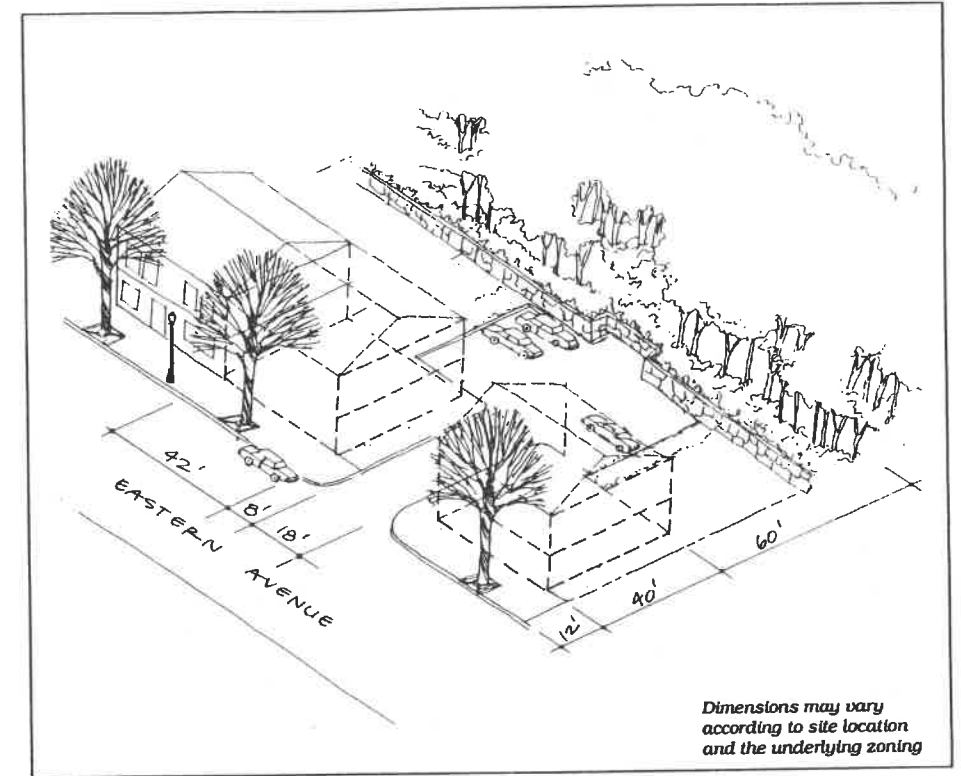 42'
8'
18'
EASTERN
AVENUE
60'
40'
12'
Dimensions may vary
according to site location
and the underlying zoning